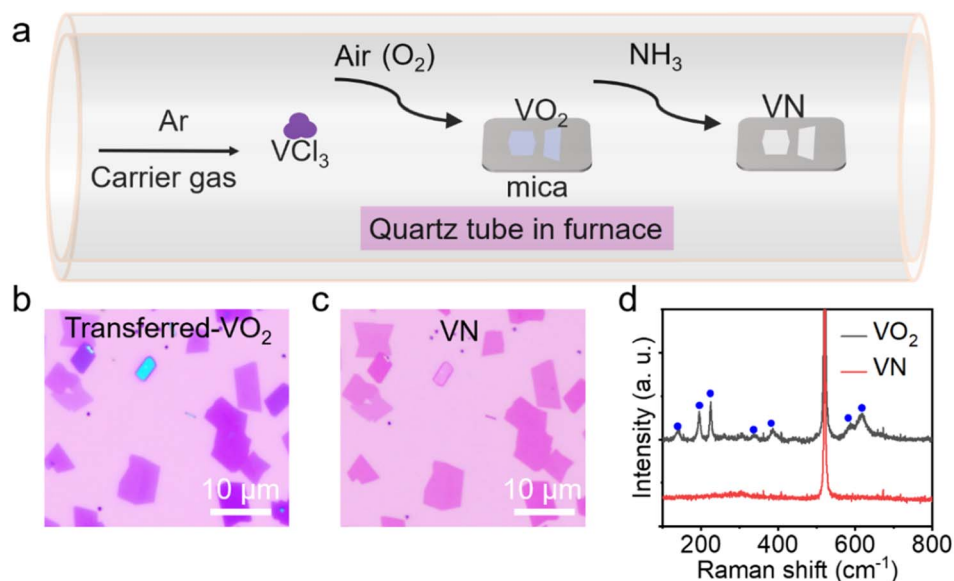 a
Air (O₂)
NH₃
Ar
VCl₃
Carrier gas
VO₂
mica
VN
Quartz tube in furnace
b
Transferred-VO₂
10 μm
c
VN
10 μm
d
VO₂
VN
Intensity (a. u.)
200 400 600 800
Raman shift (cm⁻¹)